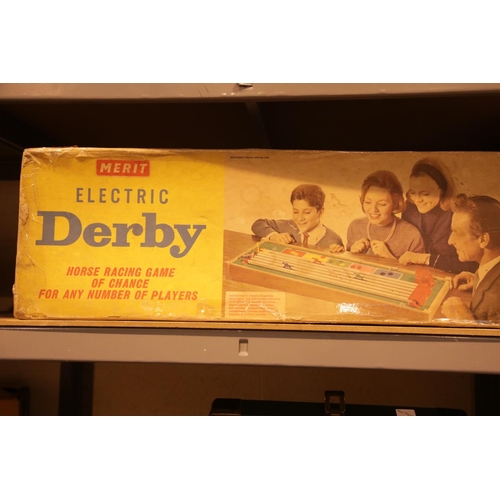 MERIT
ELECTRIC
Derby
HORSE RACING GAME
OF CHANCE
FOR ANY NUMBER OF PLAYERS